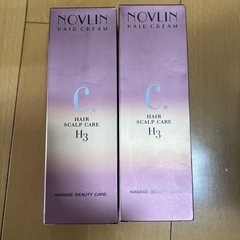 NOVLIN
HAIR CREAM
C.
HAIR
SCALP CARE
H3
NAGASE BEAUTY CARE
NOVLIN
HAIR CREAM
C.
HAIR
SCALP CARE
H3
NAGASE BEAUTY CARE